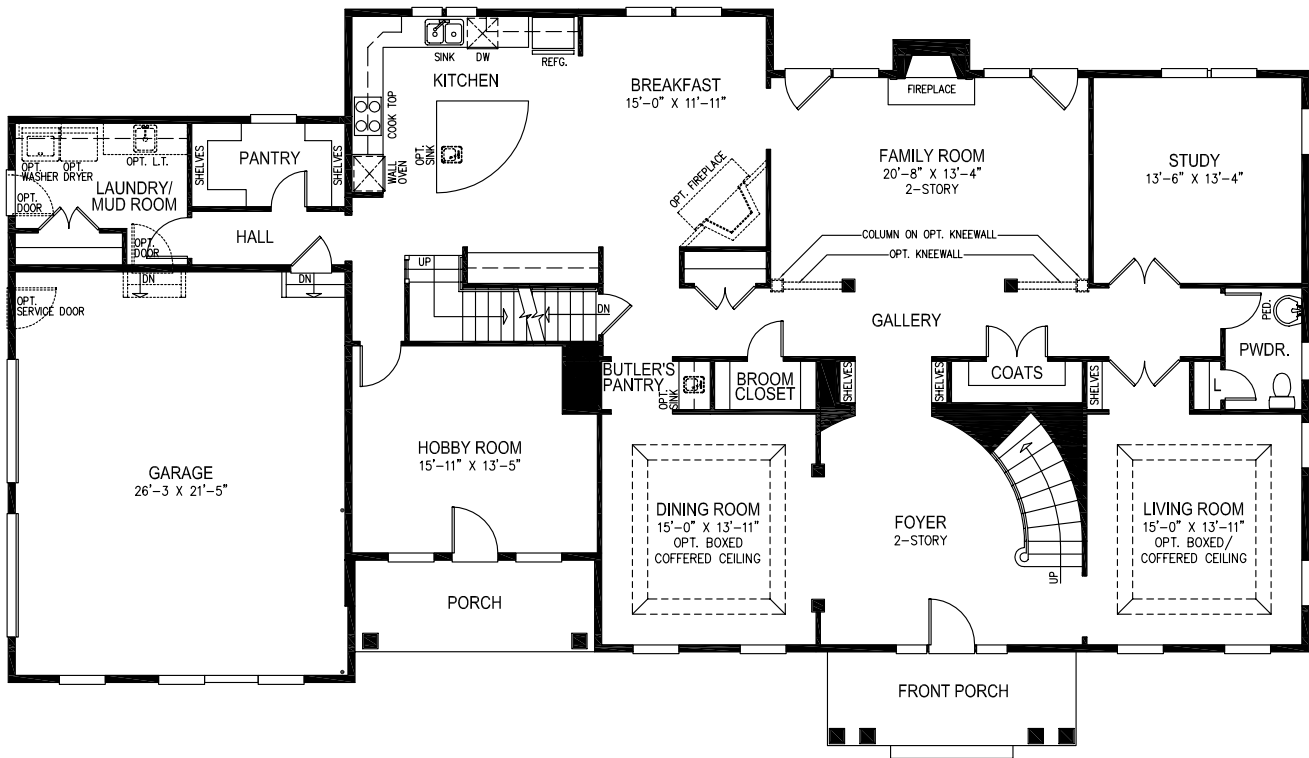 SINK
DW
REFG.
KITCHEN
COOK TOP
WALL
OVEN
OPT.
SINK
BREAKFAST
15'-0" X 11'-11"
OPT. FIREPLACE
FIREPLACE
FAMILY ROOM
20'-8" X 13'-4"
2-STORY
COLUMN ON OPT. KNEEWALL
OPT. KNEEWALL
STUDY
13'-6" X 13'-4"
OPT.
WASHER
OPT.
DRYER
OPT. L.T.
LAUNDRY/
MUD ROOM
OPT.
DOOR
OPT.
DOOR
SHELVES
PANTRY
SHELVES
HALL
DN
DN
OPT.
SERVICE DOOR
UP
DN
GALLERY
PED.
PWDR.
L
BUTLER'S
PANTRY
OPT.
SINK
BROOM
CLOSET
SHELVES
SHELVES
COATS
SHELVES
GARAGE
26'-3 X 21'-5"
HOBBY ROOM
15'-11" X 13'-5"
DINING ROOM
15'-0" X 13'-11"
OPT. BOXED
COFFERED CEILING
FOYER
2-STORY
UP
LIVING ROOM
15'-0" X 13'-11"
OPT. BOXED/
COFFERED CEILING
PORCH
FRONT PORCH